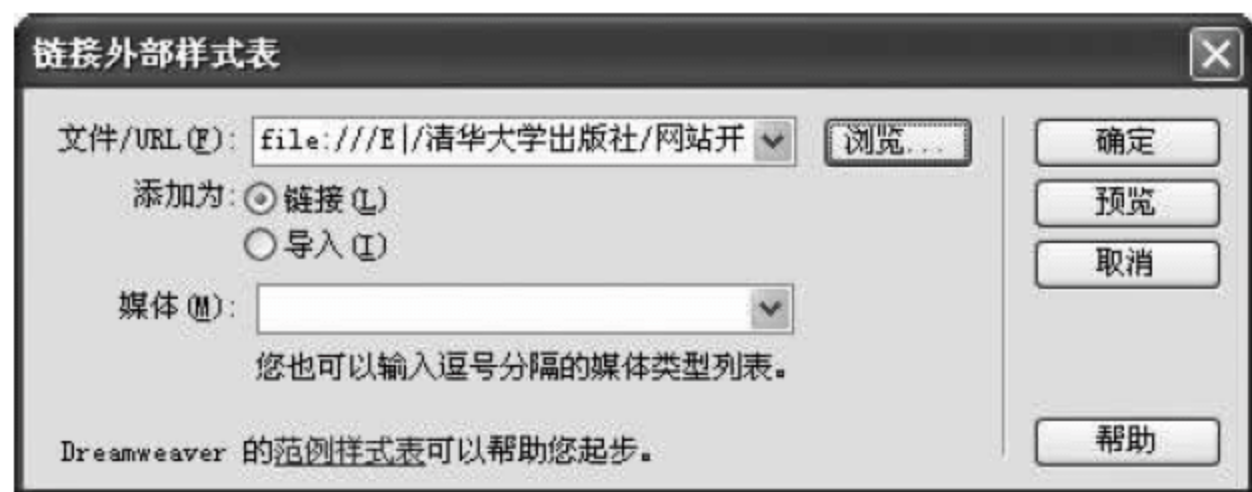 链接外部样式表
文件/URL(F): file:///E|/清华大学出版社/网站开 浏览... 确定
添加为: 链接(L) 预览
导入(I) 取消
媒体(M):
您也可以输入逗号分隔的媒体类型列表。
Dreamweaver 的范例样式表可以帮助您起步。 帮助